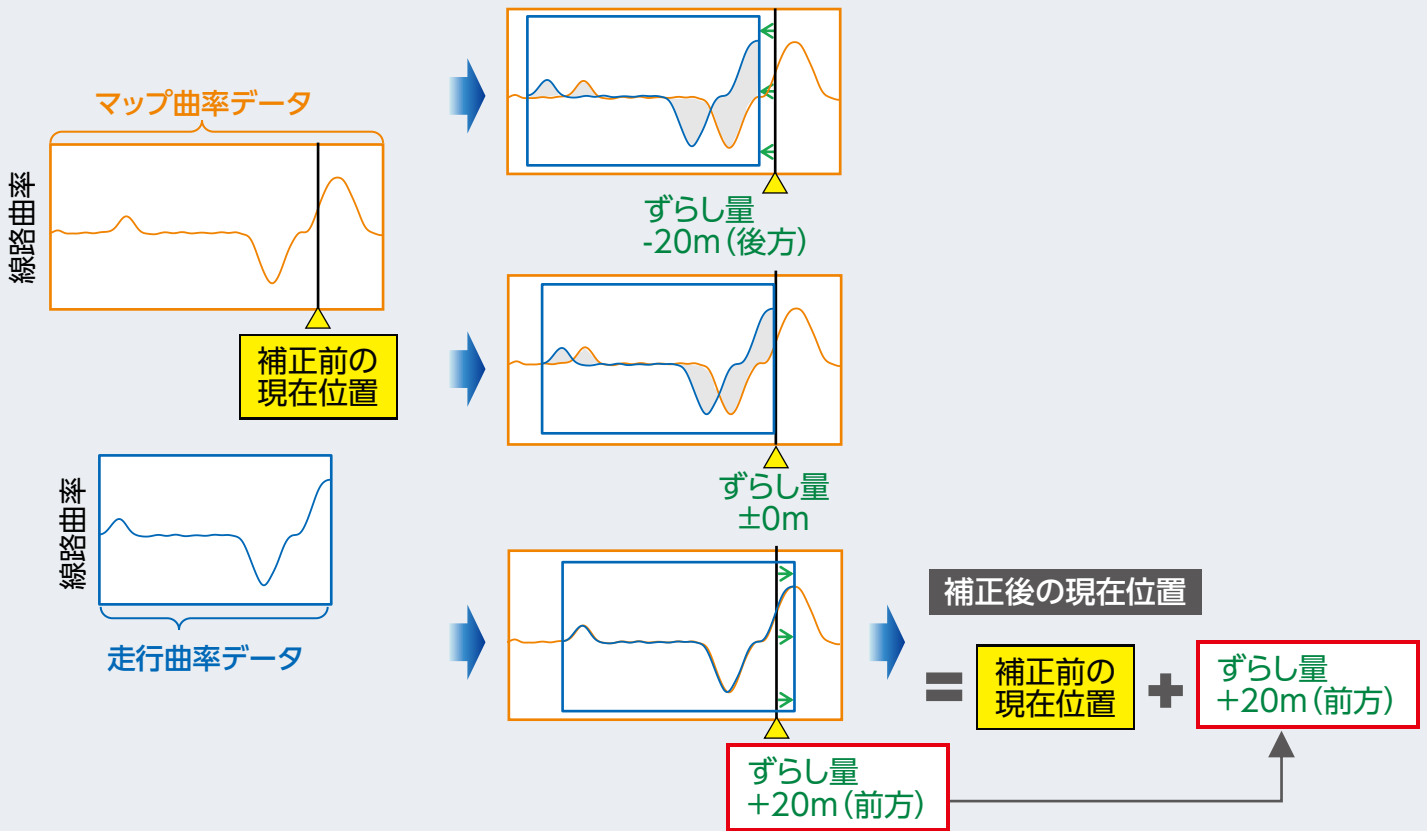 マップ曲率データ
線路曲率
補正前の
現在位置
線路曲率
走行曲率データ
ずらし量
-20m（後方）
ずらし量
±0m
ずらし量
+20m（前方）
補正後の現在位置
=
補正前の
現在位置
+
ずらし量
+20m（前方）